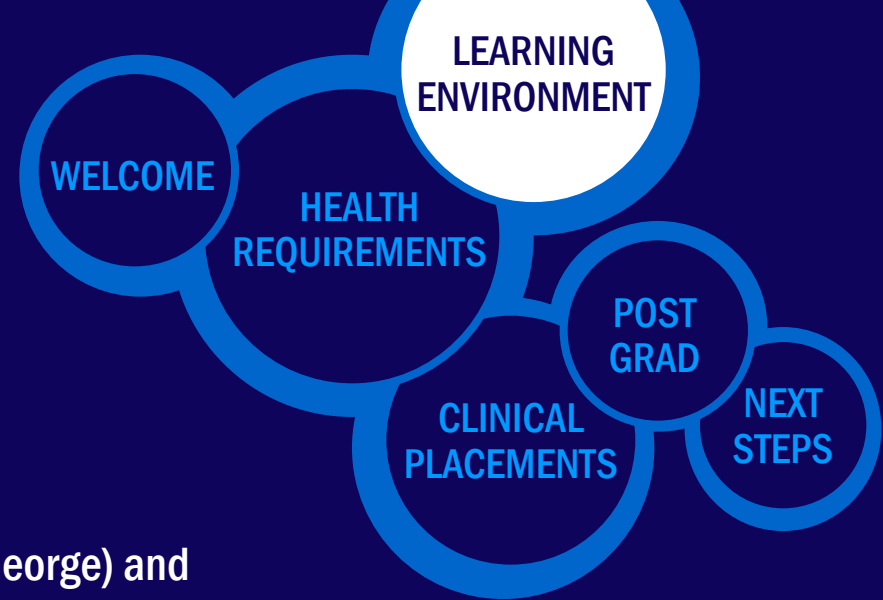 LEARNING
ENVIRONMENT
WELCOME
HEALTH
REQUIREMENTS
POST
GRAD
NEXT
STEPS
CLINICAL
PLACEMENTS
eorge) and